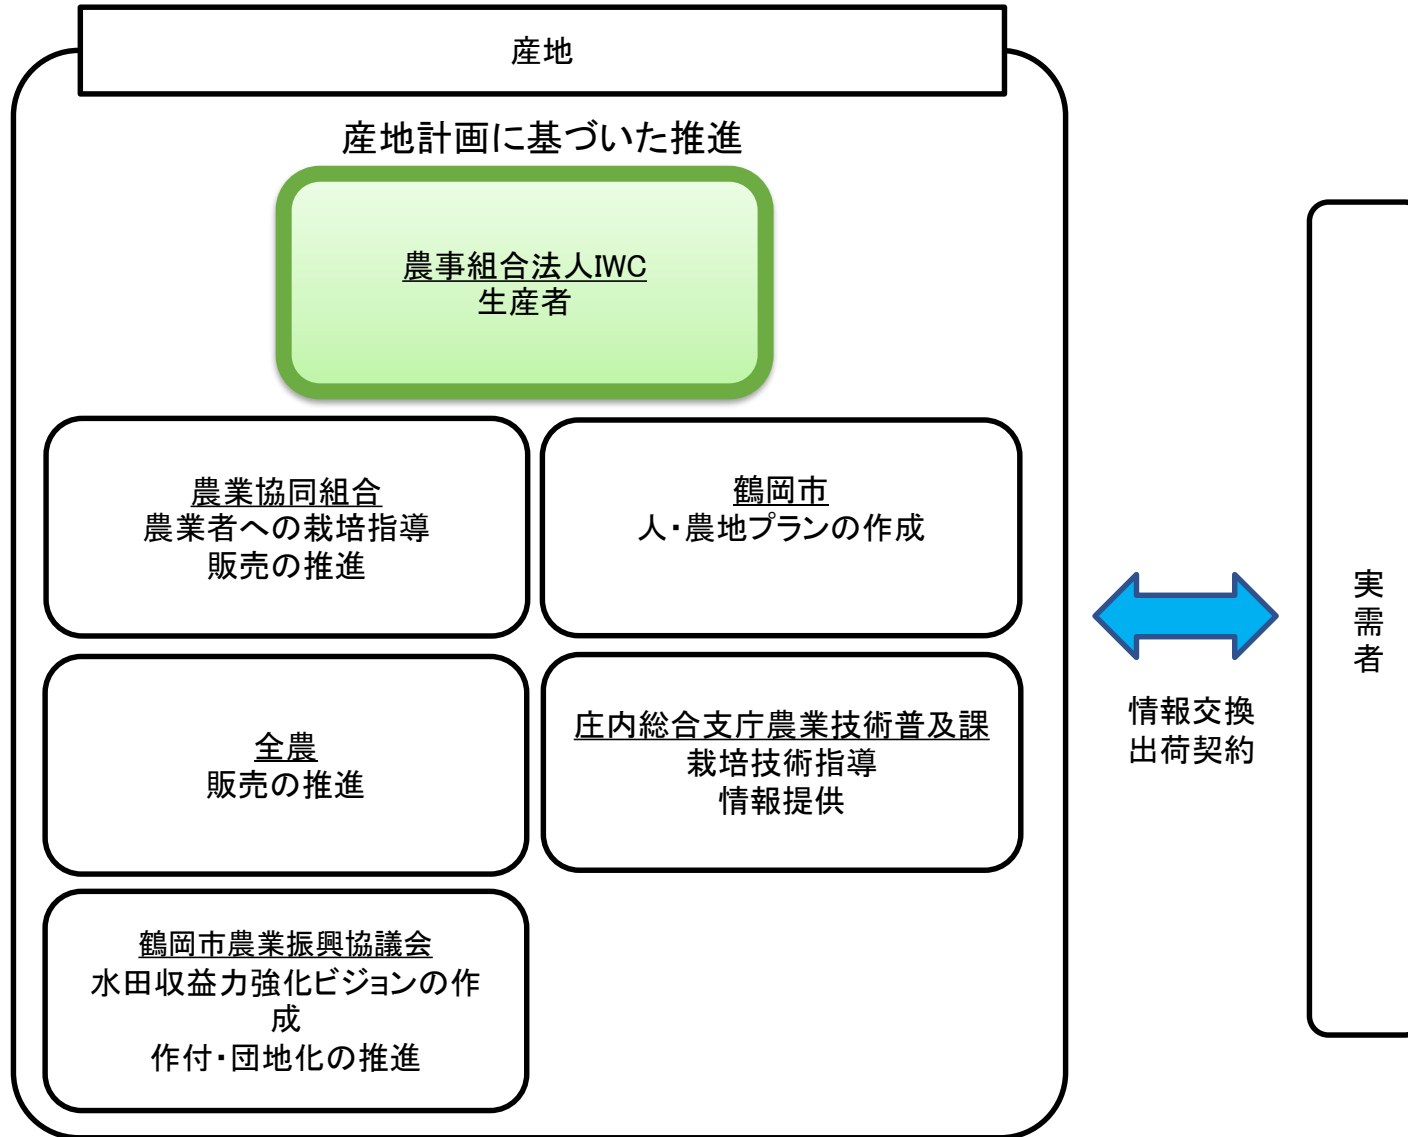 産地
産地計画に基づいた推進
農事組合法人IWC
生産者
農業協同組合
農業者への栽培指導
販売の推進
鶴岡市
人・農地プランの作成
全農
販売の推進
庄内総合支庁農業技術普及課
栽培技術指導
情報提供
鶴岡市農業振興協議会
水田収益力強化ビジョンの作
成
作付・団地化の推進
情報交換
出荷契約
実需者